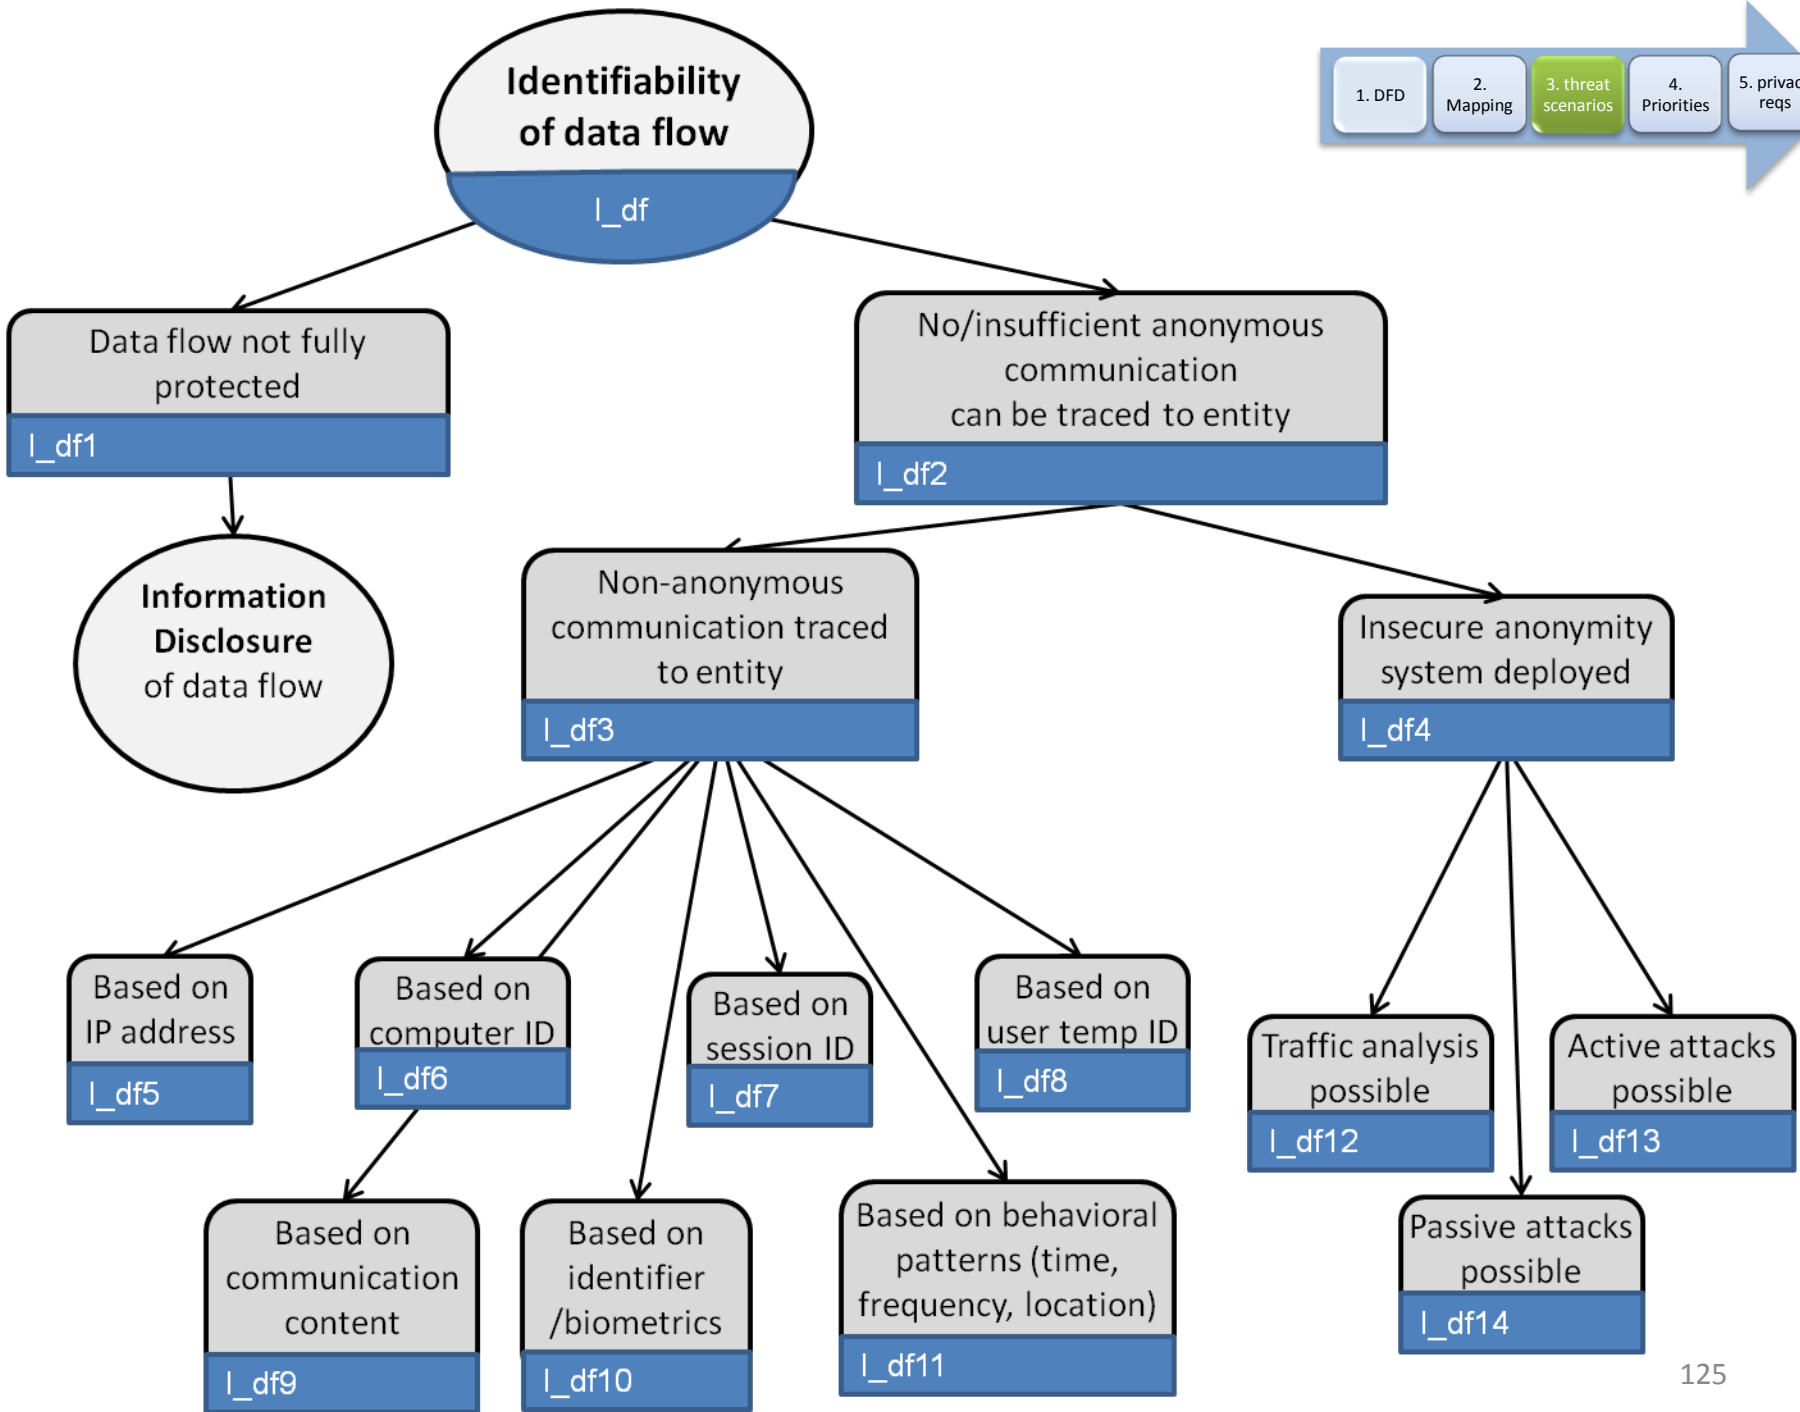 Identifiability
of data flow
I_df
1. DFD
2.
Mapping
3. threat
scenarios
4.
Priorities
5. privac
reqs
Data flow not fully
protected
I_df1
No/insufficient anonymous
communication
can be traced to entity
I_df2
Information
Disclosure
of data flow
Non-anonymous
communication traced
to entity
I_df3
Insecure anonymity
system deployed
I_df4
Based on
IP address
I_df5
Based on
computer ID
I_df6
Based on
session ID
I_df7
Based on
user temp ID
I_df8
Traffic analysis
possible
I_df12
Active attacks
possible
I_df13
Based on
communication
content
I_df9
Based on
identifier
/biometrics
I_df10
Based on behavioral
patterns (time,
frequency, location)
I_df11
Passive attacks
possible
I_df14
125